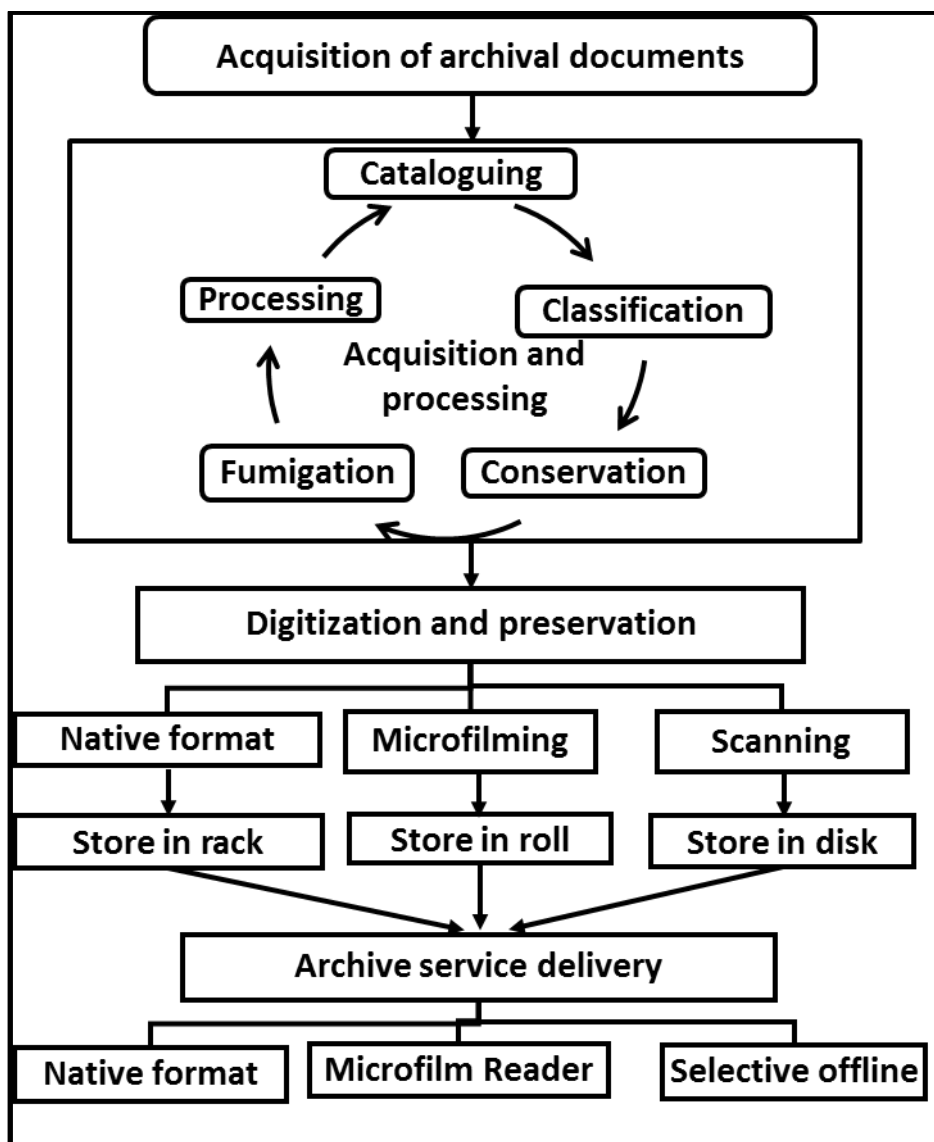 Acquisition of archival documents
Cataloguing
Processing
Classification
Acquisition and
processing
Fumigation
Conservation
Digitization and preservation
Native format
Microfilming
Scanning
Store in rack
Store in roll
Store in disk
Archive service delivery
Native format
Microfilm Reader
Selective offline